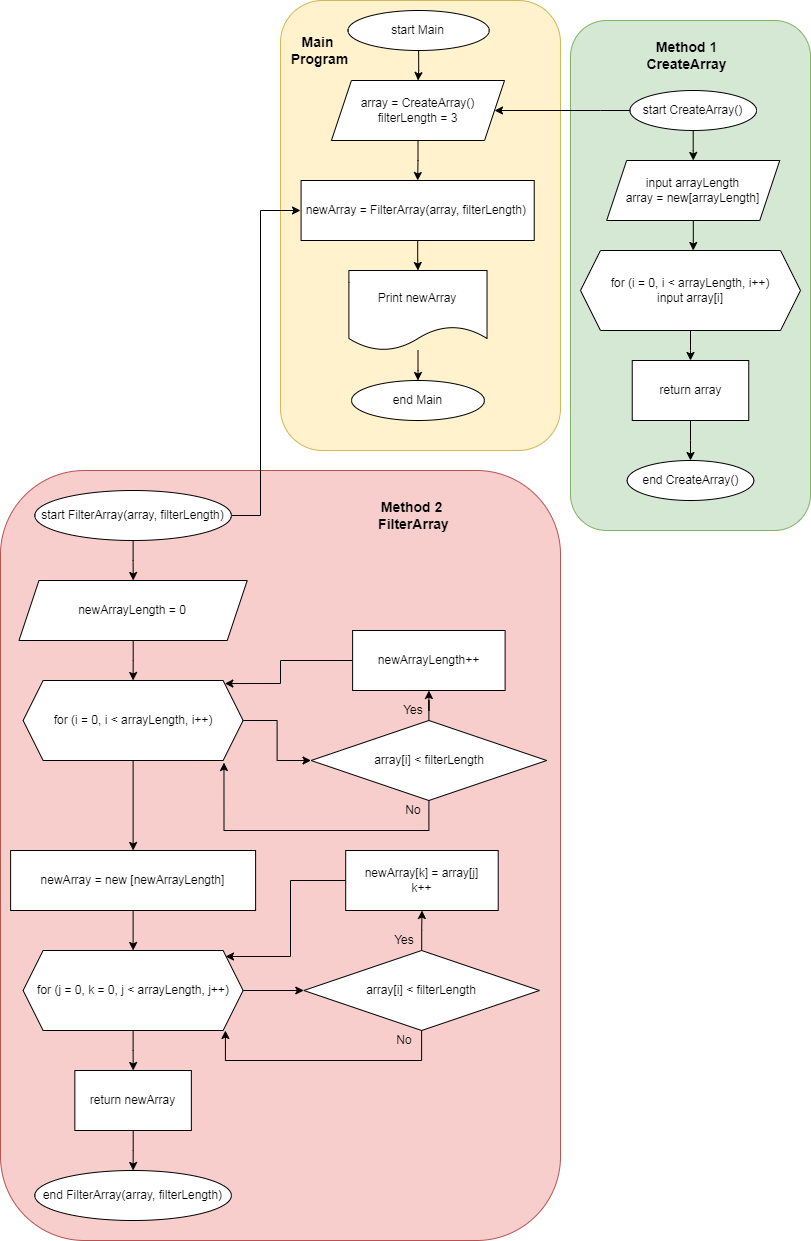 Main
Program
start Main
array = CreateArray()
filterLength = 3
newArray = FilterArray(array, filterLength)
Print newArray
end Main
Method 1
CreateArray
start CreateArray()
input arrayLength
array = new[arrayLength]
for (i = 0, i < arrayLength, i++)
input array[i]
return array
end CreateArray()
Method 2
FilterArray
start FilterArray(array, filterLength)
newArrayLength = 0
for (i = 0, i < arrayLength, i++)
newArrayLength++
Yes
array[i] < filterLength
No
newArray = new [newArrayLength]
for (j = 0, k = 0, j < arrayLength, j++)
newArray[k] = array[j]
k++
Yes
array[i] < filterLength
No
return newArray
end FilterArray(array, filterLength)